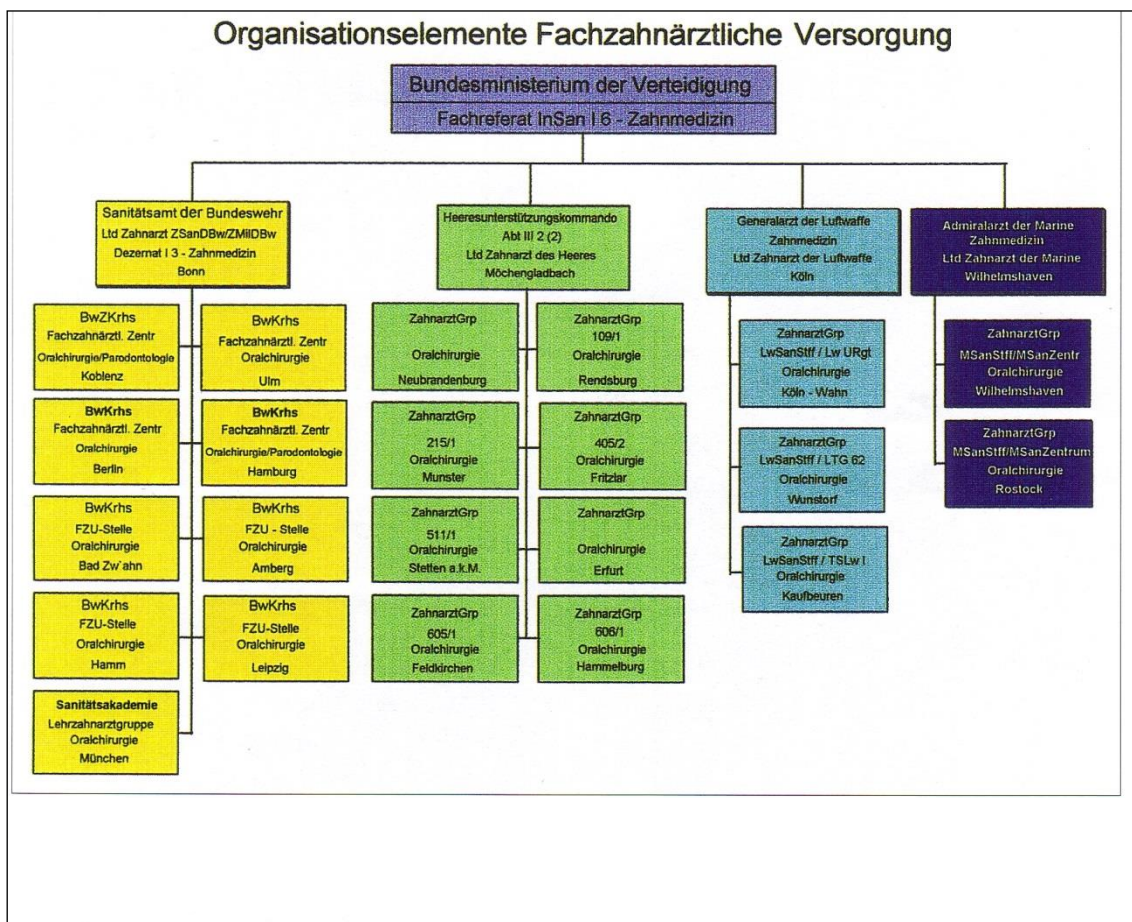 Organisationselemente Fachzahnärztliche Versorgung
Bundesministerium der Verteidigung
Fachreferat InSan I 6 - Zahnmedizin
Sanitätsamt der Bundeswehr
Ltd Zahnarzt ZSanDBw/ZMilDBw
Dezernat I 3 - Zahnmedizin
Bonn
BwZKrhs
Fachzahnärztl. Zentr
Oralchirurgie/Parodontologie
Koblenz
BwKrhs
Fachzahnärztl. Zentr
Oralchirurgie
Ulm
BwKrhs
Fachzahnärztl. Zentr
Oralchirurgie
Berlin
BwKrhs
Fachzahnärztl. Zentr
Oralchirurgie/Parodontologie
Hamburg
BwKrhs
FZU-Stelle
Oralchirurgie
Bad Zw`ahn
BwKrhs
FZU - Stelle
Oralchirurgie
Amberg
BwKrhs
FZU-Stelle
Oralchirurgie
Hamm
BwKrhs
FZU-Stelle
Oralchirurgie
Leipzig
Sanitätsakademie
Lehrzahnarztgruppe
Oralchirurgie
München
Heeresunterstützungskommando
Abt III 2 (2)
Ltd Zahnarzt des Heeres
Möchengladbach
ZahnarztGrp
Oralchirurgie
Neubrandenburg
ZahnarztGrp
109/1
Oralchirurgie
Rendsburg
ZahnarztGrp
215/1
Oralchirurgie
Munster
ZahnarztGrp
405/2
Oralchirurgie
Fritzlar
ZahnarztGrp
511/1
Oralchirurgie
Stetten a.k.M.
ZahnarztGrp
Oralchirurgie
Erfurt
ZahnarztGrp
605/1
Oralchirurgie
Feldkirchen
ZahnarztGrp
606/1
Oralchirurgie
Hammelburg
Generalarzt der Luftwaffe
Zahnmedizin
Ltd Zahnarzt der Luftwaffe
Köln
ZahnarztGrp
LwSanStff / Lw URgt
Oralchirurgie
Köln - Wahn
ZahnarztGrp
LwSanStff / LTG 62
Oralchirurgie
Wunstorf
ZahnarztGrp
LwSanStff / TSLw I
Oralchirurgie
Kaufbeuren
Admiralarzt der Marine
Zahnmedizin
Ltd Zahnarzt der Marine
Wilhelmshaven
ZahnarztGrp
MSanStff/MSanZentr
Oralchirurgie
Wilhelmshaven
ZahnarztGrp
MSanStff/MSanZentrum
Oralchirurgie
Rostock